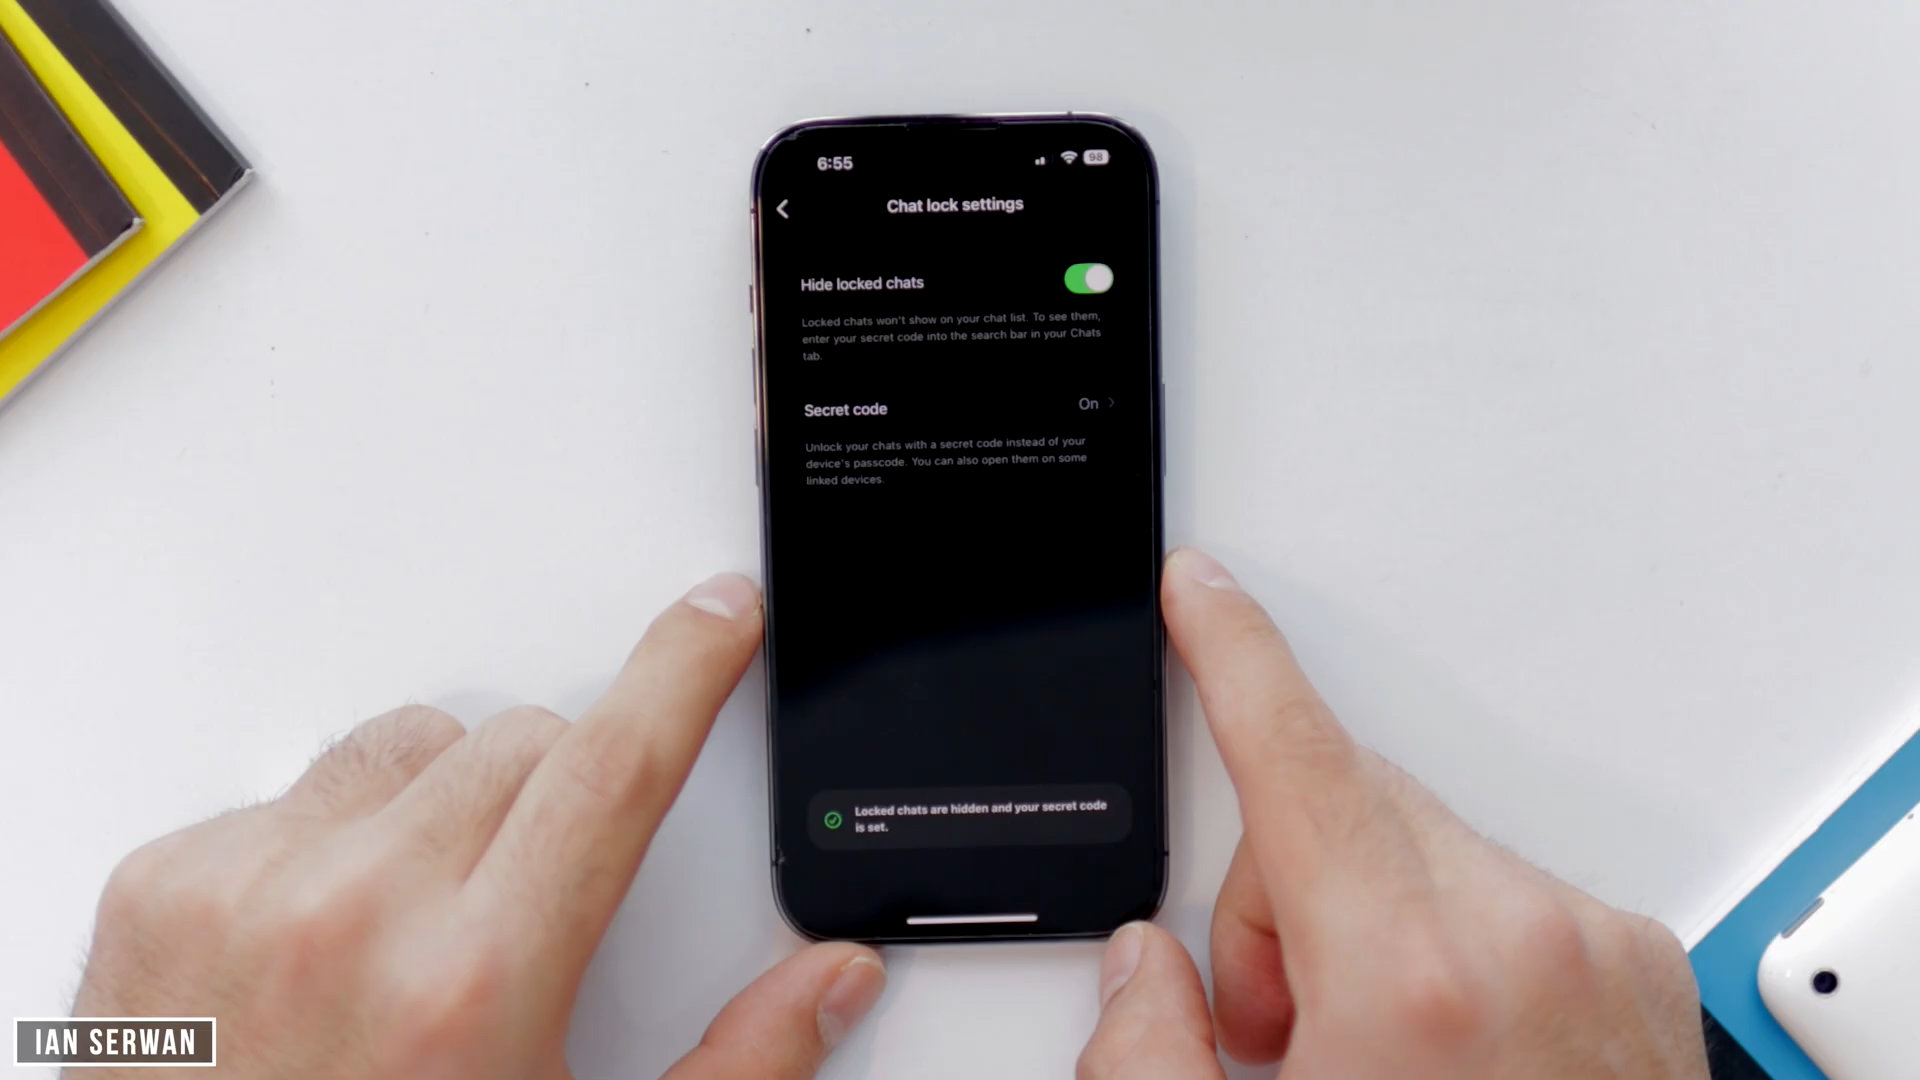 6:55
98
Chat lock settings
Hide locked chats
Locked chats won't show on your chat list. To see them,
enter your secret code into the search bar in your Chats
tab.
Secret code
On
Unlock your chats with a secret code instead of your
device's passcode. You can also open them on some
linked devices.
Locked chats are hidden and your secret code
is set.
IAN SERWAN